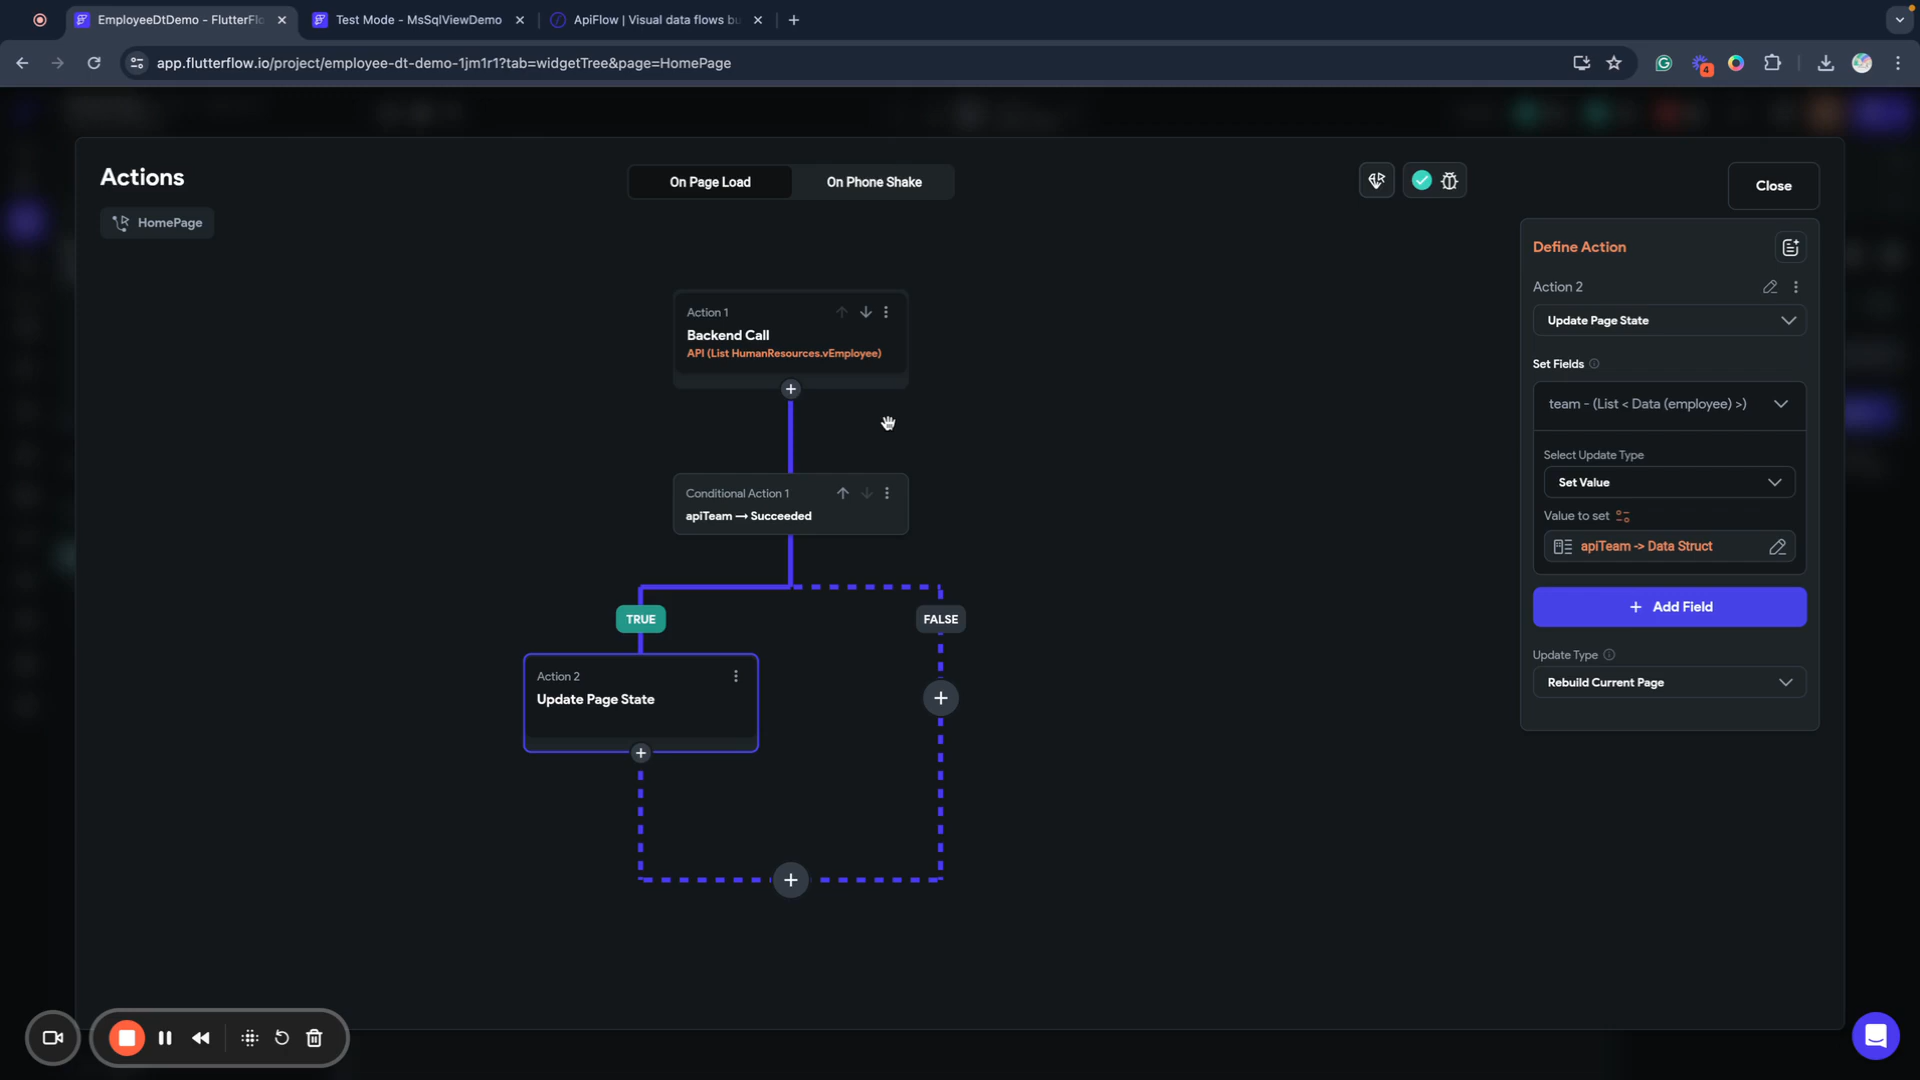 EmployeeDtDemo - FlutterFlo
Test Mode - MsSqlViewDemo
ApiFlow | Visual data flows bu
app.flutterflow.io/project/employee-dt-demo-1jm1r1?tab=widgetTree&page=HomePage
4
Actions
On Page Load
On Phone Shake
Close
HomePage
Define Action
Action 2
Update Page State
Set Fields
team - (List < Data (employee) >)
Select Update Type
Set Value
Value to set
apiTeam -> Data Struct
+ Add Field
Update Type
Rebuild Current Page
Action 1
Backend Call
API (List HumanResources.vEmployee)
Conditional Action 1
apiTeam → Succeeded
TRUE
FALSE
Action 2
Update Page State